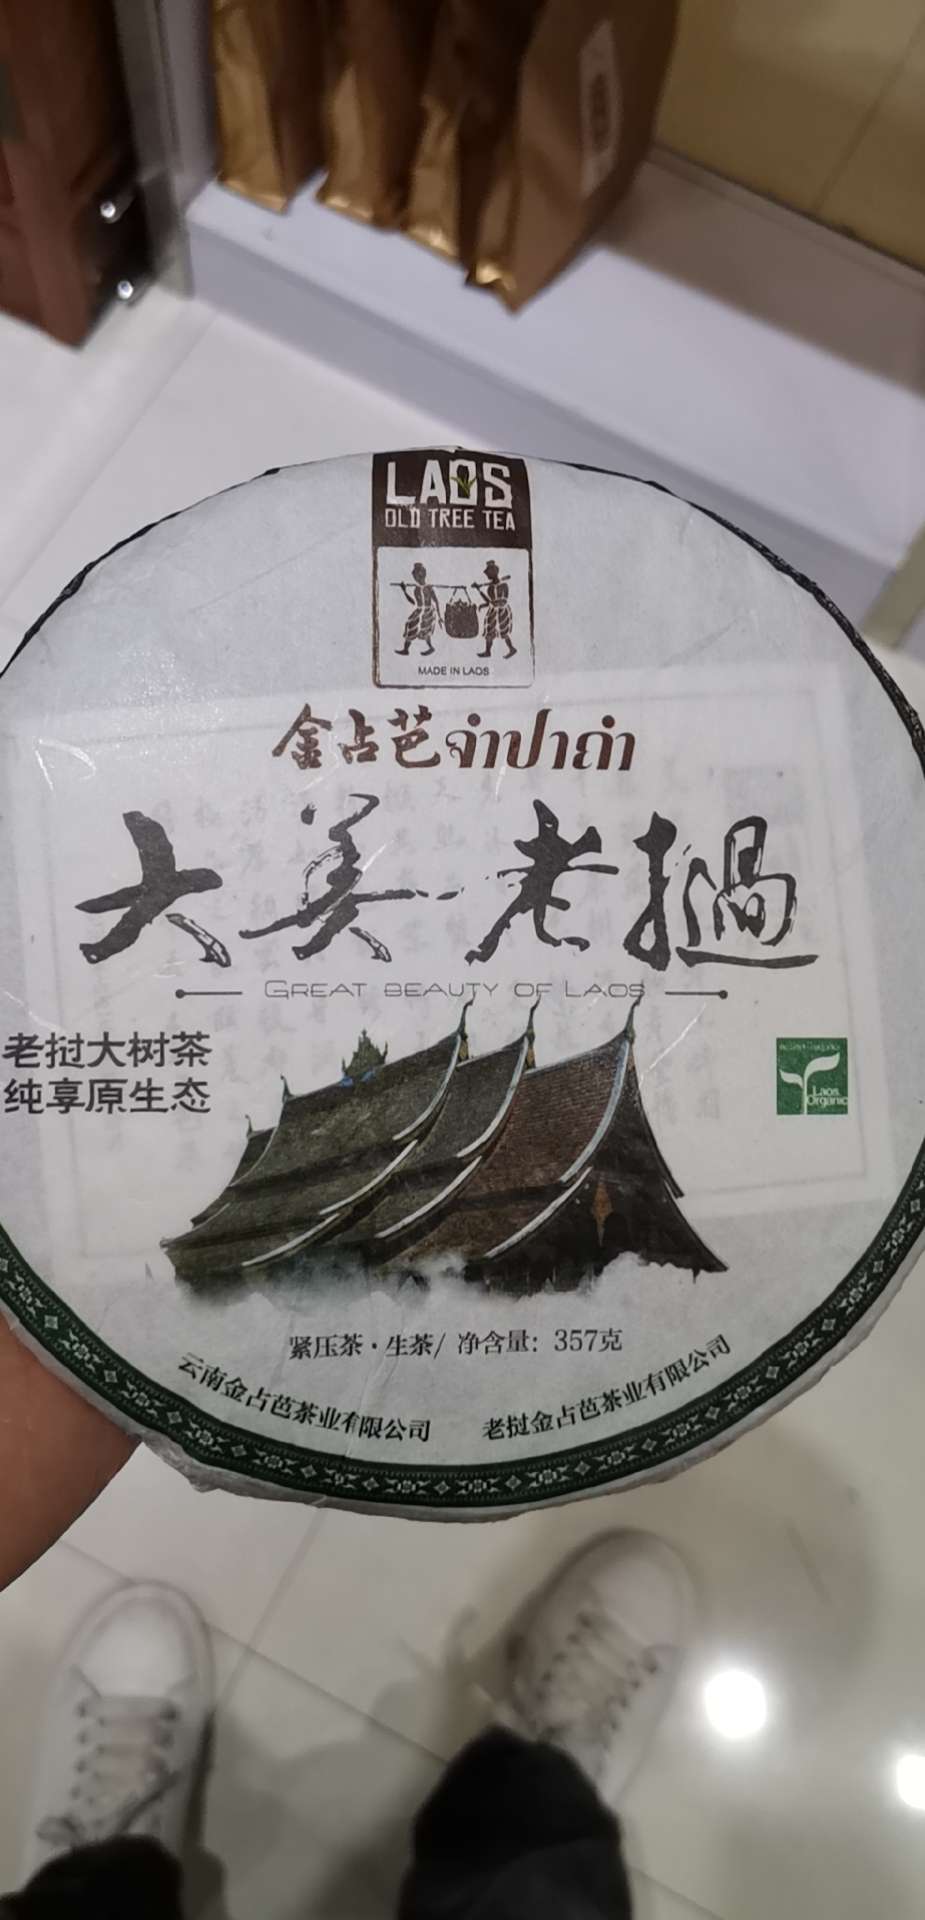 LAOS
OLD TREE TEA
MADE IN LAOS
金占芭จำปาถำ
大美·老挝
GREAT BEAUTY OF LAOS
老挝大树茶
纯享原生态
Laos
Organic
紧压茶·生茶/ 净含量：357克
云南金占芭茶业有限公司
老挝金占芭茶业有限公司